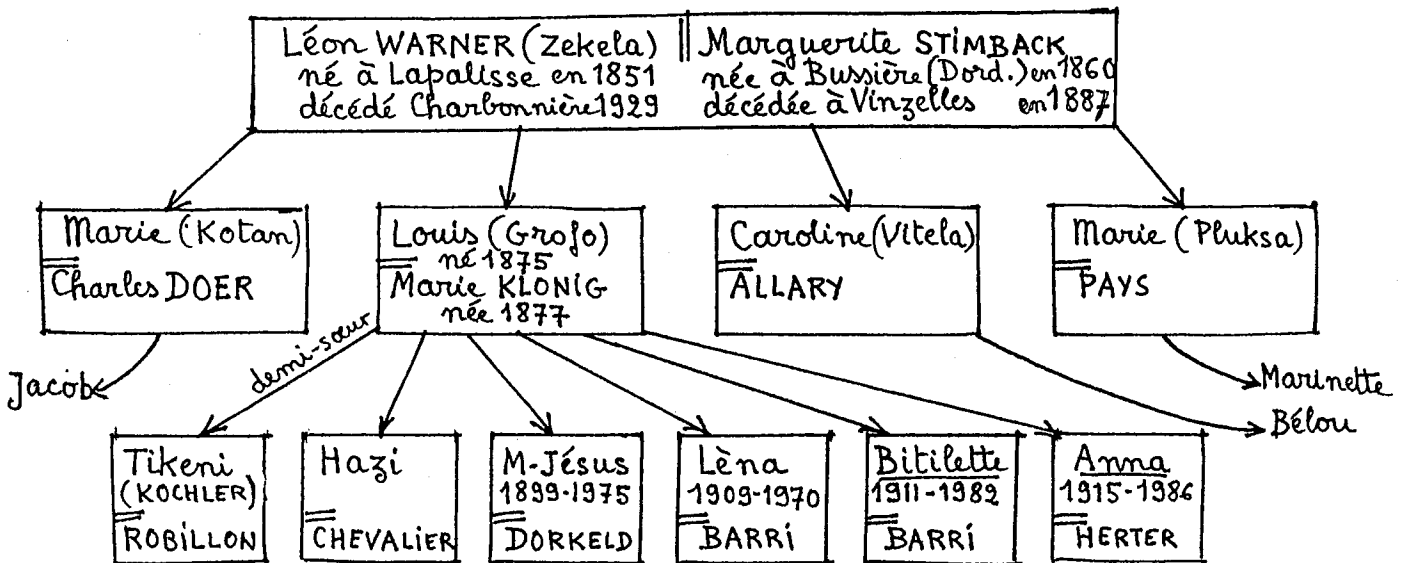 Léon WARNER (Zekela)
né à Lapalisse en 1851
décédé Charbonnière 1929
Marguerite STIMBACK
née à Bussière (Dord.) en 1860
décédée à Vinzelles en 1887
Marie (Kotan)
Charles DOER
Louis (Grofo)
né 1875
Marie KLONIG
née 1877
Caroline (Vitela)
ALLARY
Marie (Pluksa)
PAYS
demi-sœur
Jacob
Marinette
Bélou
Tikeni
(KOCHLER)
ROBILLON
Hazi
CHEVALIER
M-Jésus
1899-1975
DORKELD
Lèna
1909-1970
BARRI
Bitilette
1911-1982
BARRI
Anna
1915-1986
HERTER